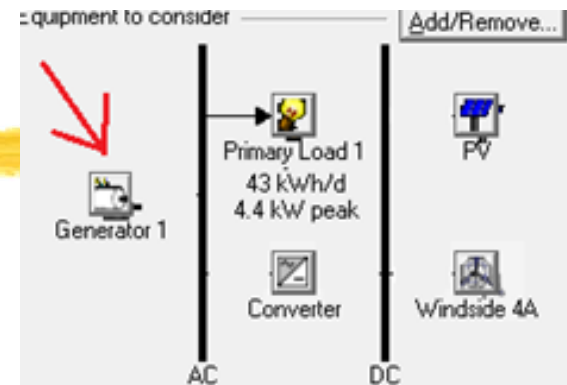 Equipment to consider
Add/Remove...
Primary Load 1
43 kWh/d
4.4 kW peak
PV
Generator 1
Converter
Windside 4A
AC
DC